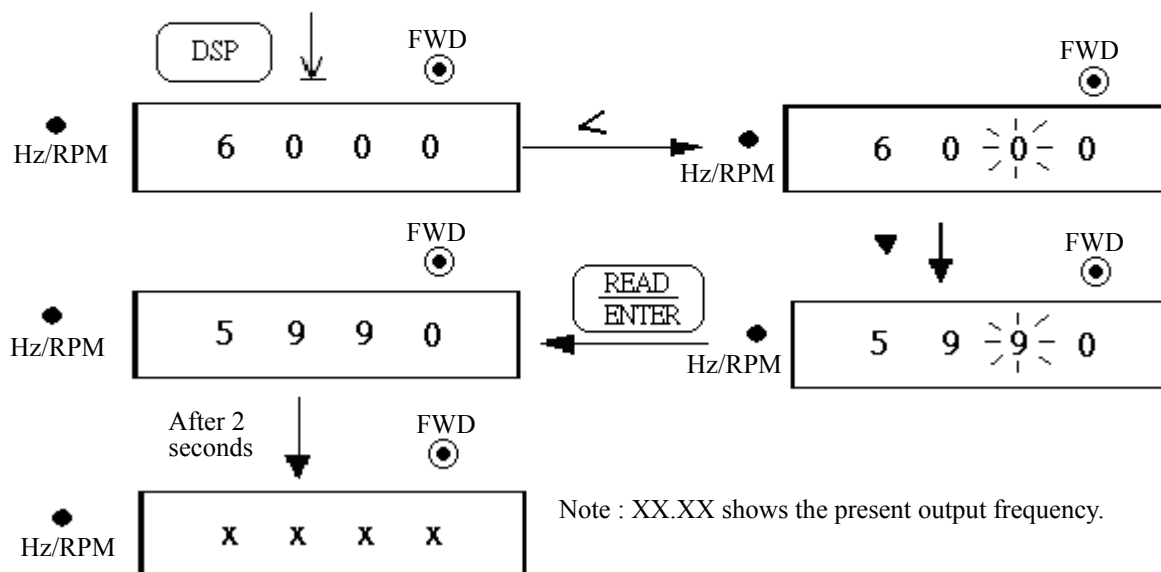 DSP
FWD
Hz/RPM
6 0 0 0
<
FWD
Hz/RPM
6 0 0 0
FWD
Hz/RPM
5 9 9 0
READ
ENTER
FWD
Hz/RPM
5 9 9 0
After 2
seconds
FWD
Hz/RPM
x x x x
Note : XX.XX shows the present output frequency.